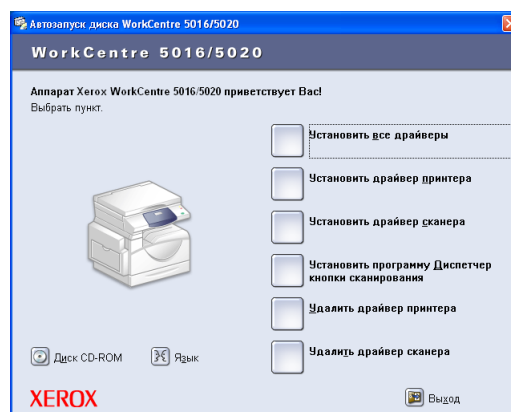 Автозапуск диска WorkCentre 5016/5020
WorkCentre 5016/5020
Аппарат Xerox WorkCentre 5016/5020 приветствует Вас!
Выбрать пункт.
Установить все драйверы
Установить драйвер принтера
Установить драйвер сканера
Установить программу Диспетчер
кнопки сканирования
Удалить драйвер принтера
Удалить драйвер сканера
Диск CD-ROM
Язык
XEROX
Выход